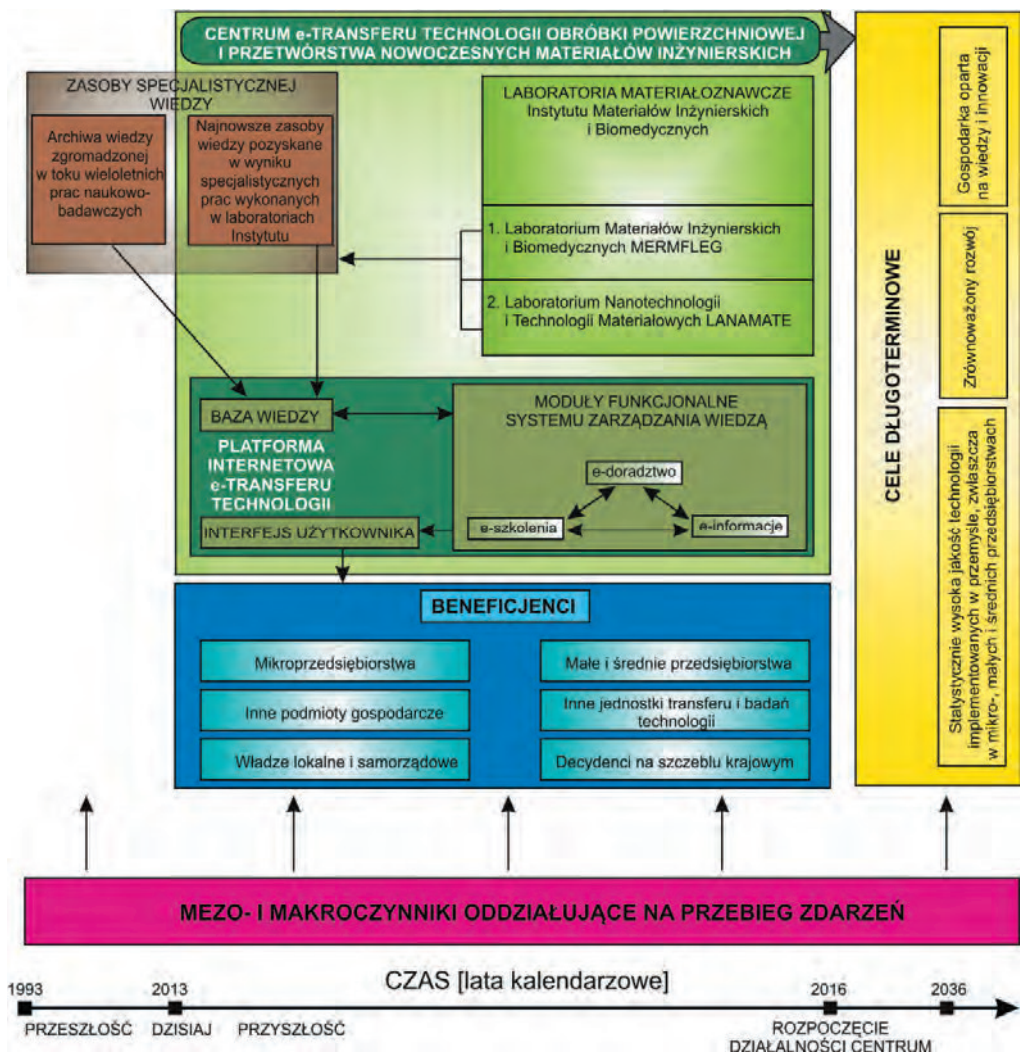 CENTRUM e-TRANSFERU TECHNOLOGII OBRÓBKI POWIERZCHNIOWEJ
I PRZETWÓRSTWA NOWOCZESNYCH MATERIAŁÓW INŻYNIERSKICH
ZASOBY SPECJALISTYCZNEJ
WIEDZY
Archiwa wiedzy
zgromadzonej
w toku wieloletnich
prac naukowo-
badawczych
Najnowsze zasoby
wiedzy pozyskane
w wyniku
specjalistycznych
prac wykonanych
w laboratoriach
Instytutu
LABORATORIA MATERIAŁOZNAWCZE
Instytutu Materiałów Inżynierskich
i Biomedycznych
1. Laboratorium Materiałów Inżynierskich
i Biomedycznych MERMFLEG
2. Laboratorium Nanotechnologii
i Technologii Materiałowych LANAMATE
BAZA WIEDZY
PLATFORMA
INTERNETOWA
e-TRANSFERU
TECHNOLOGII
INTERFEJS UŻYTKOWNIKA
MODUŁY FUNKCJONALNE
SYSTEMU ZARZĄDZANIA WIEDZĄ
e-doradztwo
e-szkolenia
e-informacje
BENEFICJENCI
Mikroprzedsiębiorstwa
Małe i średnie przedsiębiorstwa
Inne podmioty gospodarcze
Inne jednostki transferu i badań
technologii
Władze lokalne i samorządowe
Decydenci na szczeblu krajowym
CELE DŁUGOTERMINOWE
Gospodarka oparta
na wiedzy i innowacji
Zrównoważony rozwój
Statystycznie wysoka jakość technologii
implementowanych w przemyśle, zwłaszcza
w mikro-, małych i średnich przedsiębiorstwach
MEZO- I MAKROCZYNNIKI ODDZIAŁUJĄCE NA PRZEBIEG ZDARZEŃ
CZAS [lata kalendarzowe]
1993
2013
2016
2036
PRZESZŁOŚĆ
DZISIAJ
PRZYSZŁOŚĆ
ROZPOCZĘCIE
DZIAŁALNOŚCI CENTRUM